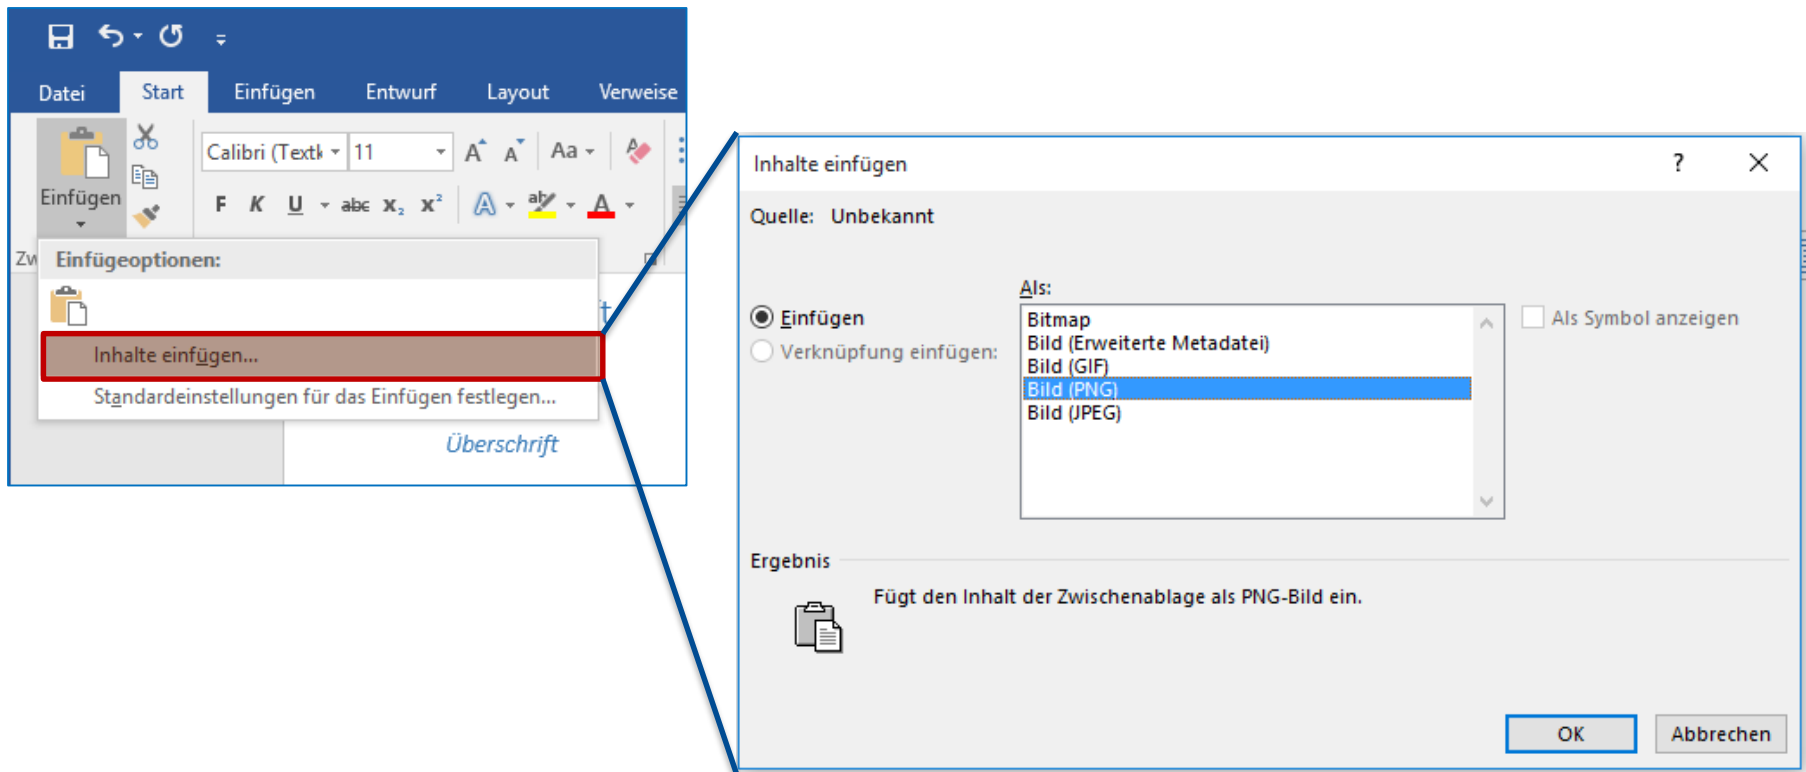 Datei Start Einfügen Entwurf Layout Verweise
Calibri (Textk 11 A A Aa A
Einfügen
F K U abc x₂ x² A ab A
Zw
Einfügeoptionen:
Inhalte einfügen...
Standardeinstellungen für das Einfügen festlegen...
Überschrift
Inhalte einfügen ? X
Quelle: Unbekannt
Als:
Einfügen
Verknüpfung einfügen:
Bitmap
Bild (Erweiterte Metadatei)
Bild (GIF)
Bild (PNG)
Bild (JPEG)
Als Symbol anzeigen
Ergebnis
Fügt den Inhalt der Zwischenablage als PNG-Bild ein.
OK Abbrechen